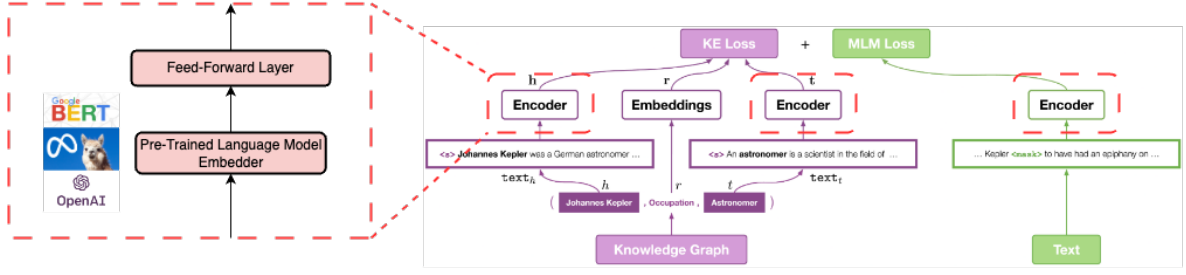 Feed-Forward Layer
Google
BERT
Pre-Trained Language Model
Embedder
OpenAI
KE Loss + MLM Loss
h r t
Encoder Embeddings Encoder Encoder
<s> Johannes Kepler was a German astronomer ...
<s> An astronomer is a scientist in the field of ...
... Kepler <mask> to have had an epiphany on ...
text_h h r t text_t
( Johannes Kepler , Occupation , Astronomer )
Knowledge Graph
Text